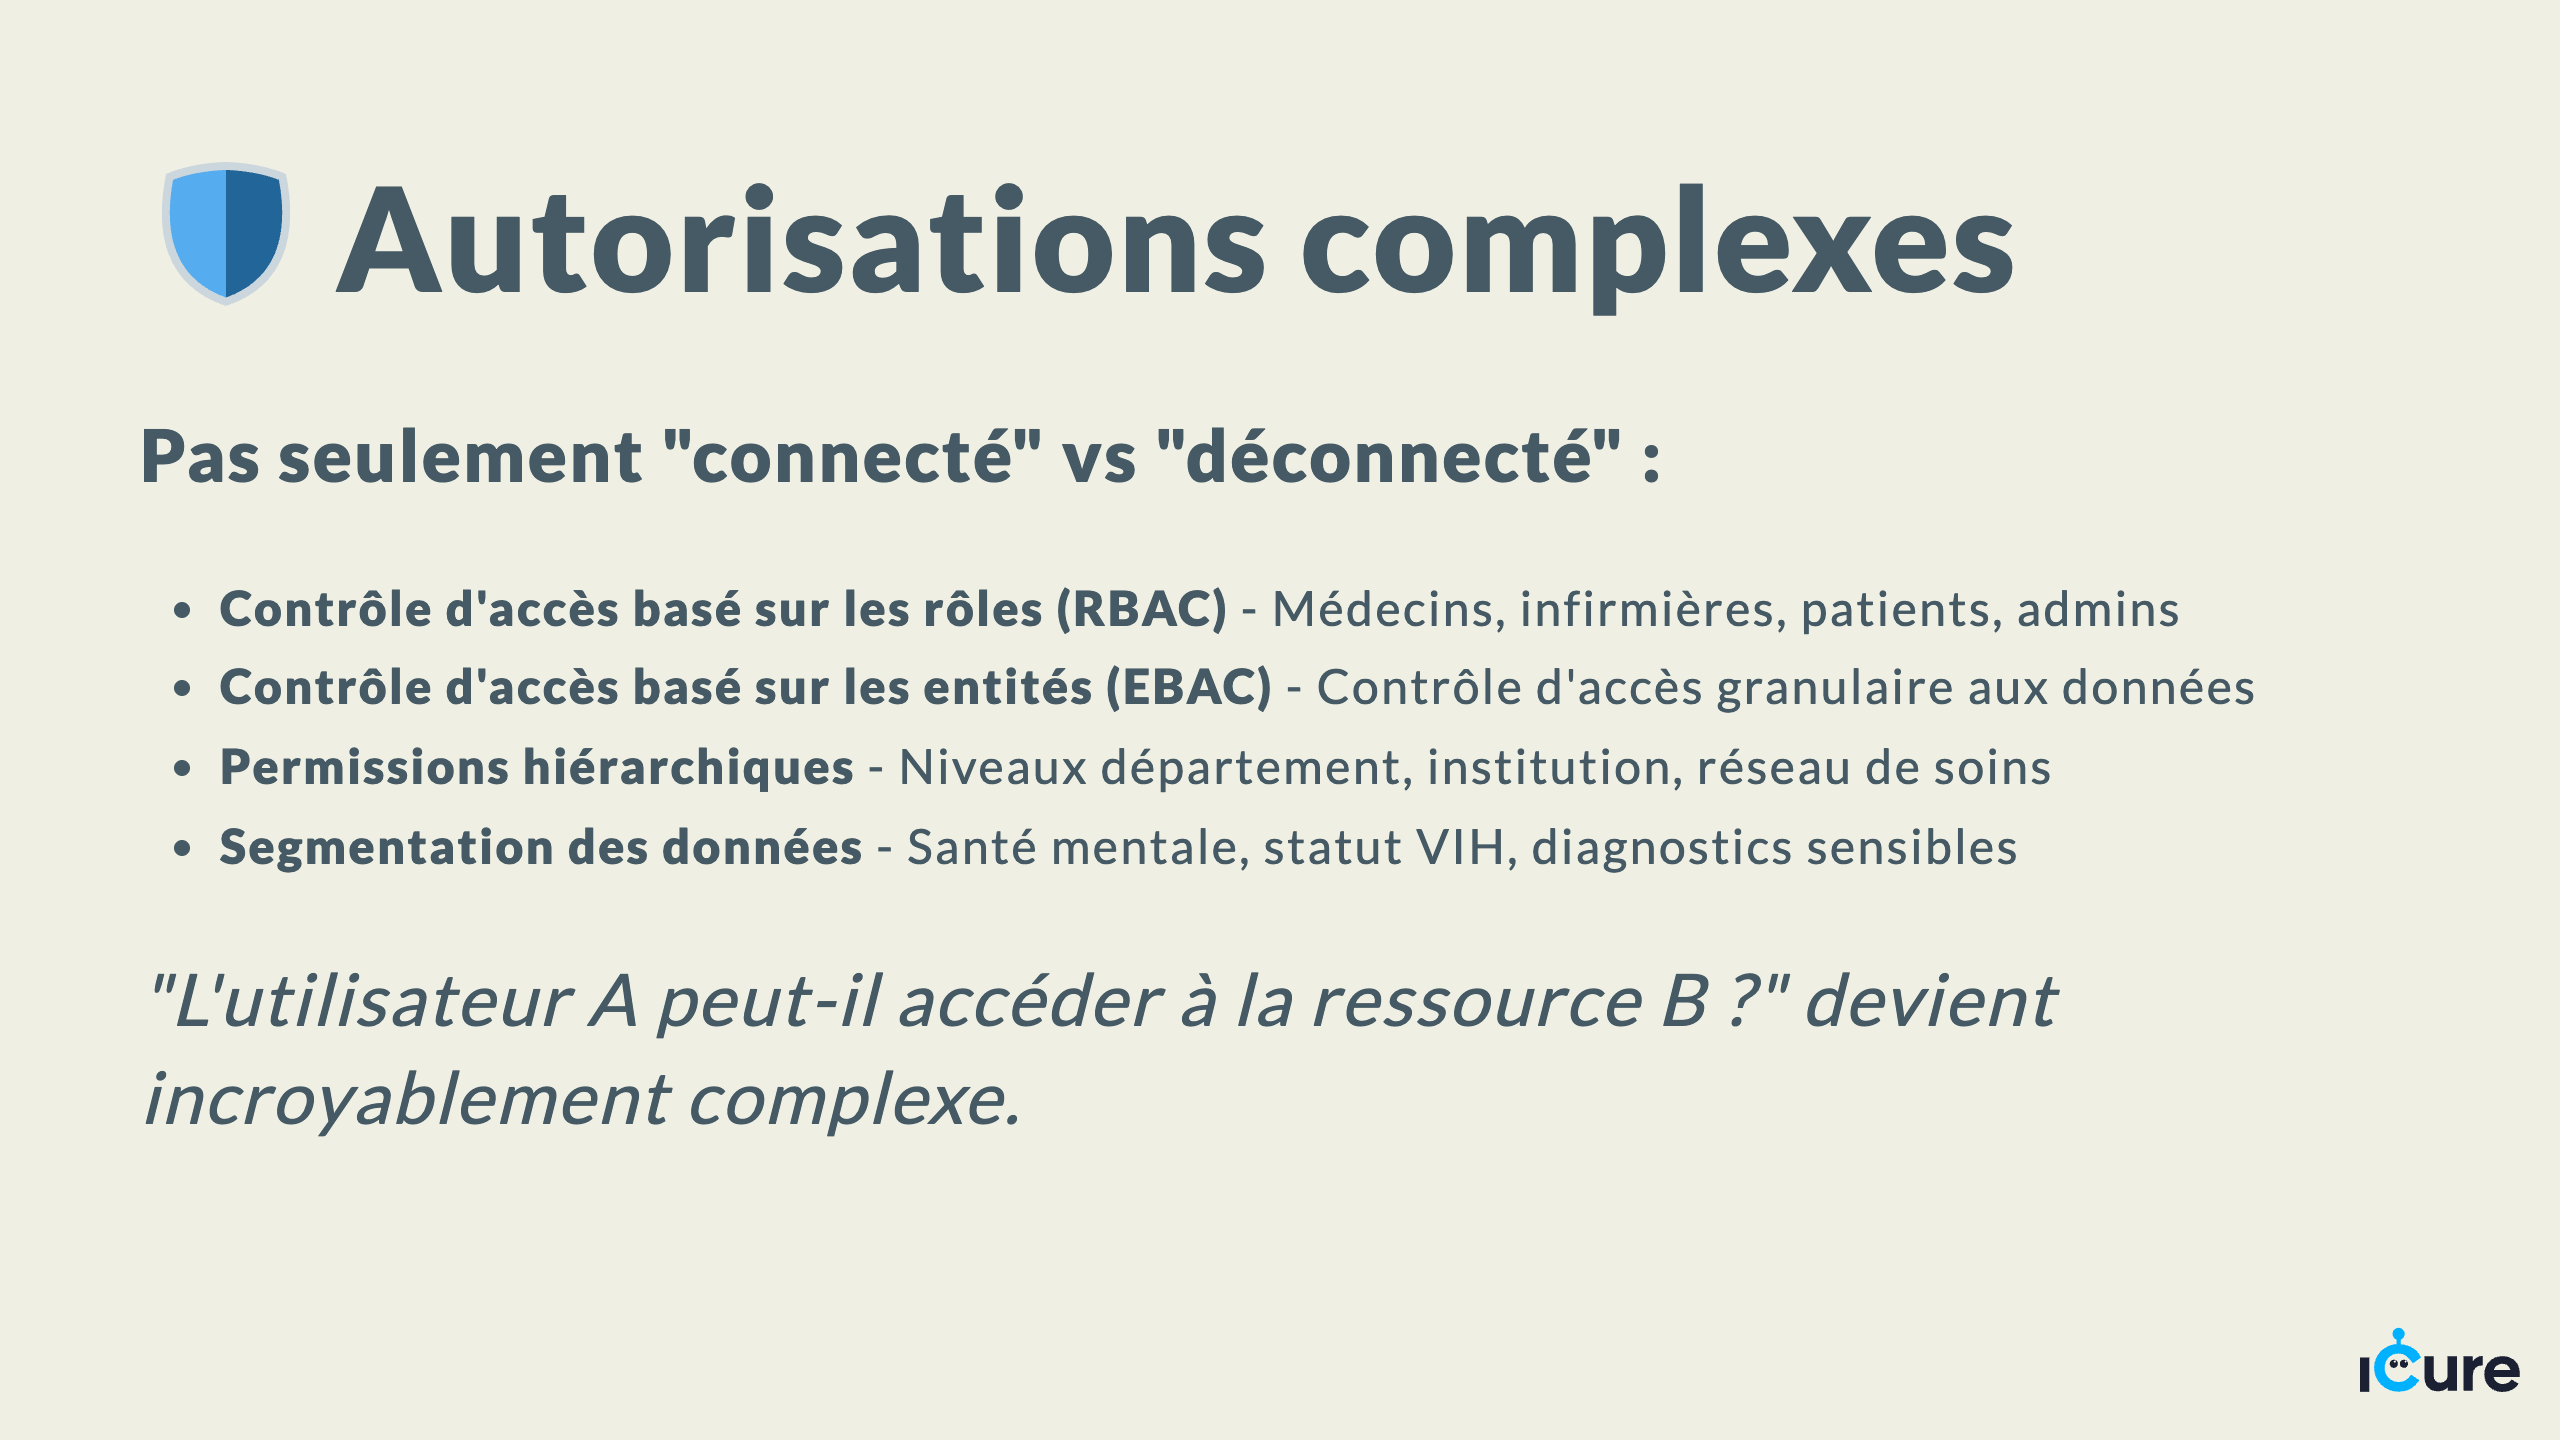 Autorisations complexes
Pas seulement "connecté" vs "déconnecté" :
• Contrôle d'accès basé sur les rôles (RBAC) - Médecins, infirmières, patients, admins
• Contrôle d'accès basé sur les entités (EBAC) - Contrôle d'accès granulaire aux données
• Permissions hiérarchiques - Niveaux département, institution, réseau de soins
• Segmentation des données - Santé mentale, statut VIH, diagnostics sensibles
"L'utilisateur A peut-il accéder à la ressource B ?" devient
incroyablement complexe.
iCure